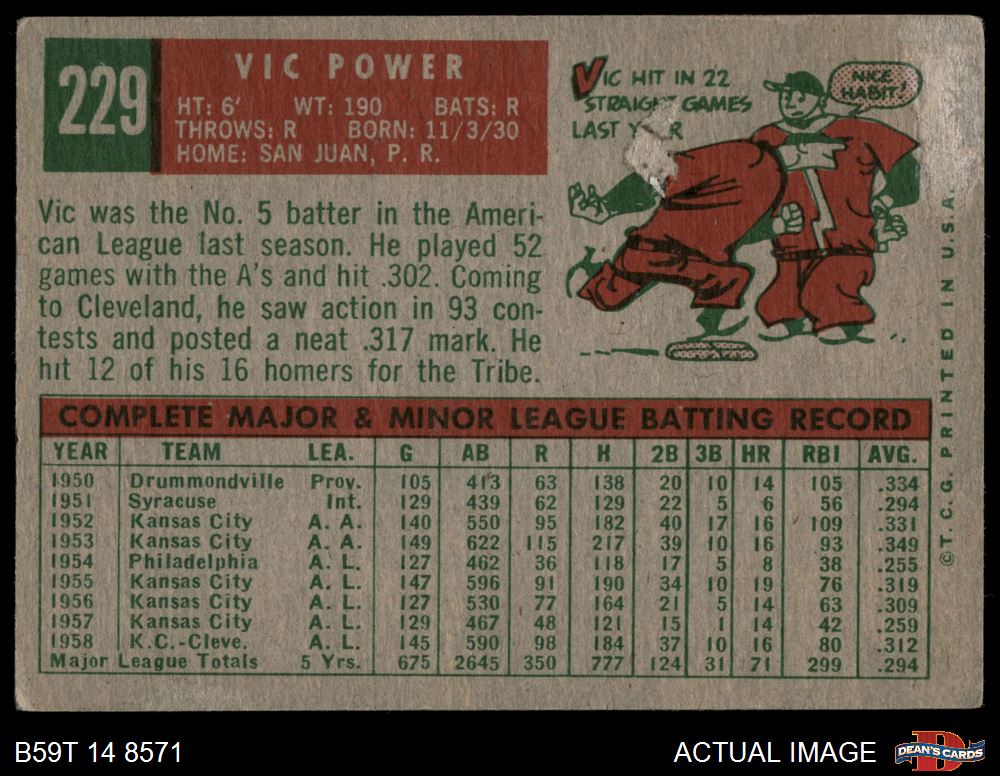 229
VIC POWER
HT: 6' WT: 190 BATS: R
THROWS: R BORN: 11/3/30
HOME: SAN JUAN, P. R.
VIC HIT IN 22
STRAIGHT GAMES
LAST YEAR
NICE
HABIT!
Vic was the No. 5 batter in the Ameri-
can League last season. He played 52
games with the A's and hit .302. Coming
to Cleveland, he saw action in 93 con-
tests and posted a neat .317 mark. He
hit 12 of his 16 homers for the Tribe.
COMPLETE MAJOR & MINOR LEAGUE BATTING RECORD
YEAR TEAM LEA. G AB R H 2B 3B HR RBI AVG.
1950 Drummondville Prov. 105 413 63 138 20 10 14 105 .334
1951 Syracuse Int. 129 439 62 129 22 5 6 56 .294
1952 Kansas City A. A. 140 550 95 182 40 17 16 109 .331
1953 Kansas City A. A. 149 622 115 217 39 10 16 93 .349
1954 Philadelphia A. L. 127 462 36 118 17 5 8 38 .255
1955 Kansas City A. L. 147 596 91 190 34 10 19 76 .319
1956 Kansas City A. L. 127 530 77 164 21 5 14 63 .309
1957 Kansas City A. L. 129 467 48 121 15 1 14 42 .259
1958 K.C.-Cleve. A. L. 145 590 98 184 37 10 16 80 .312
Major League Totals 5 Yrs. 675 2645 350 777 124 31 71 299 .294
©T.C.G. PRINTED IN U.S.A.
B59T 14 8571
ACTUAL IMAGE
D
DEAN'S CARDS